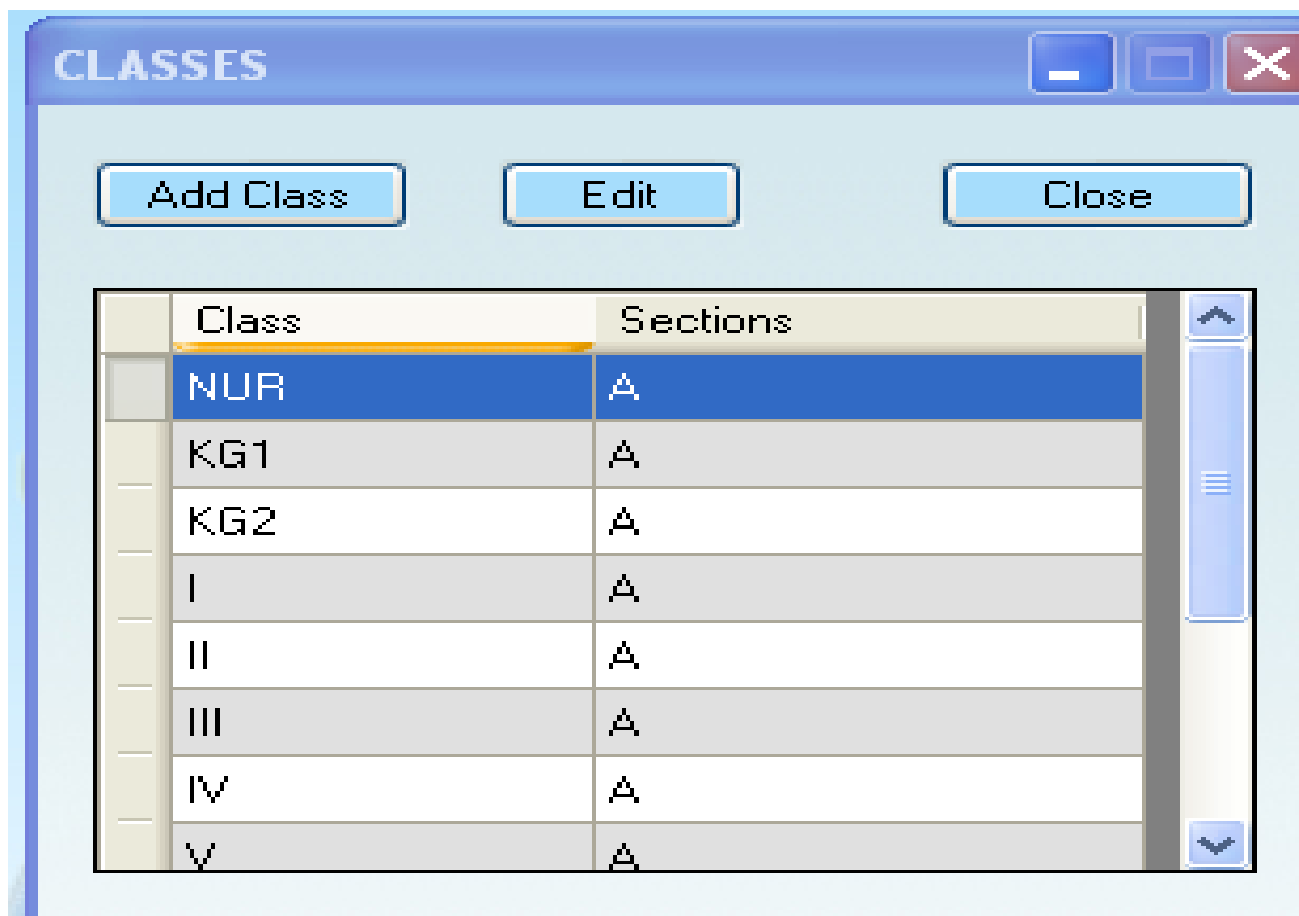 CLASSES
Add Class Edit Close
Class Sections
NUR A
KG1 A
KG2 A
I A
II A
III A
IV A
V A